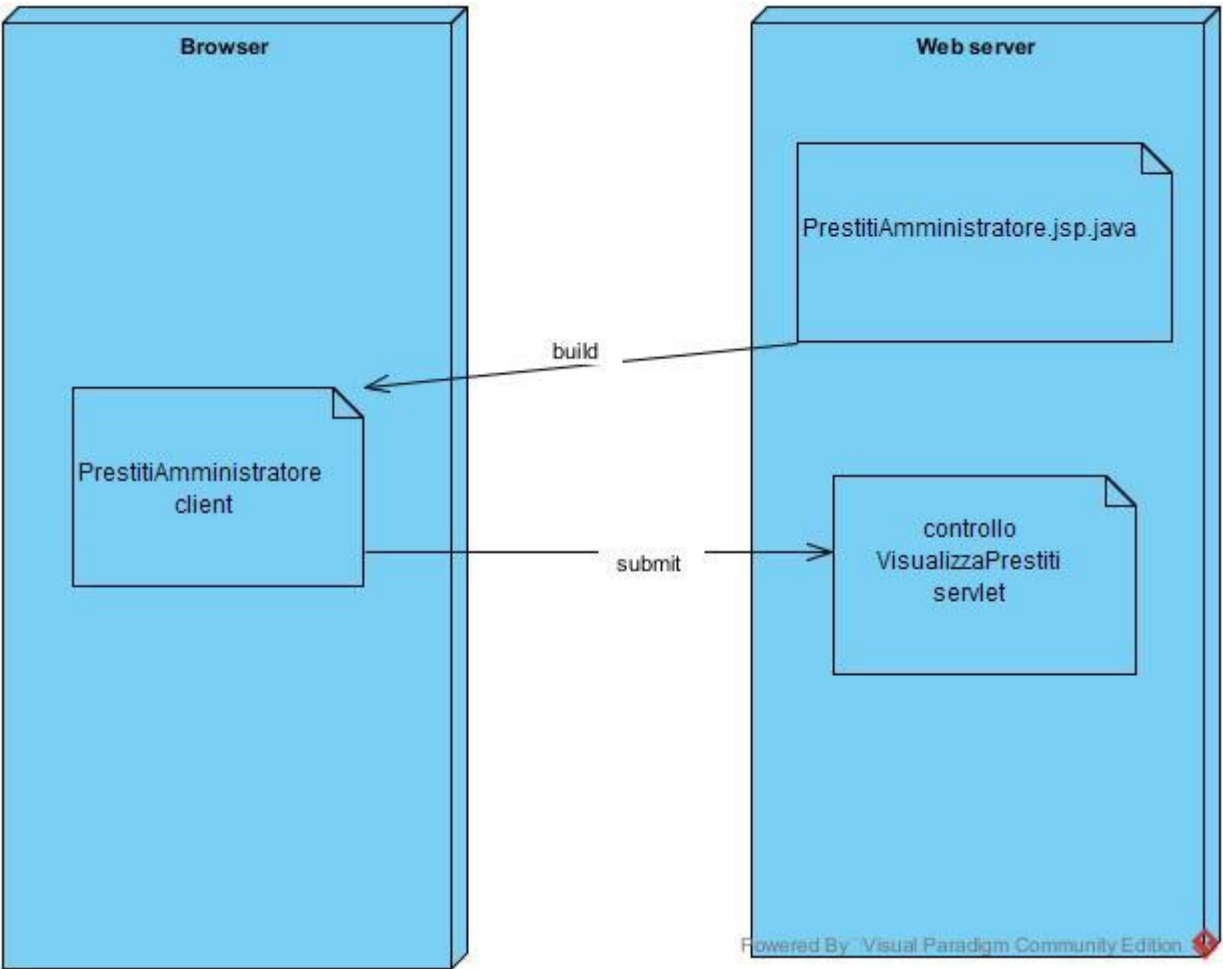 Browser
Web server
PrestitiAmministratore.jsp.java
build
PrestitiAmministratore
client
submit
controllo
VisualizzaPrestiti
servlet
Powered By Visual Paradigm Community Edition